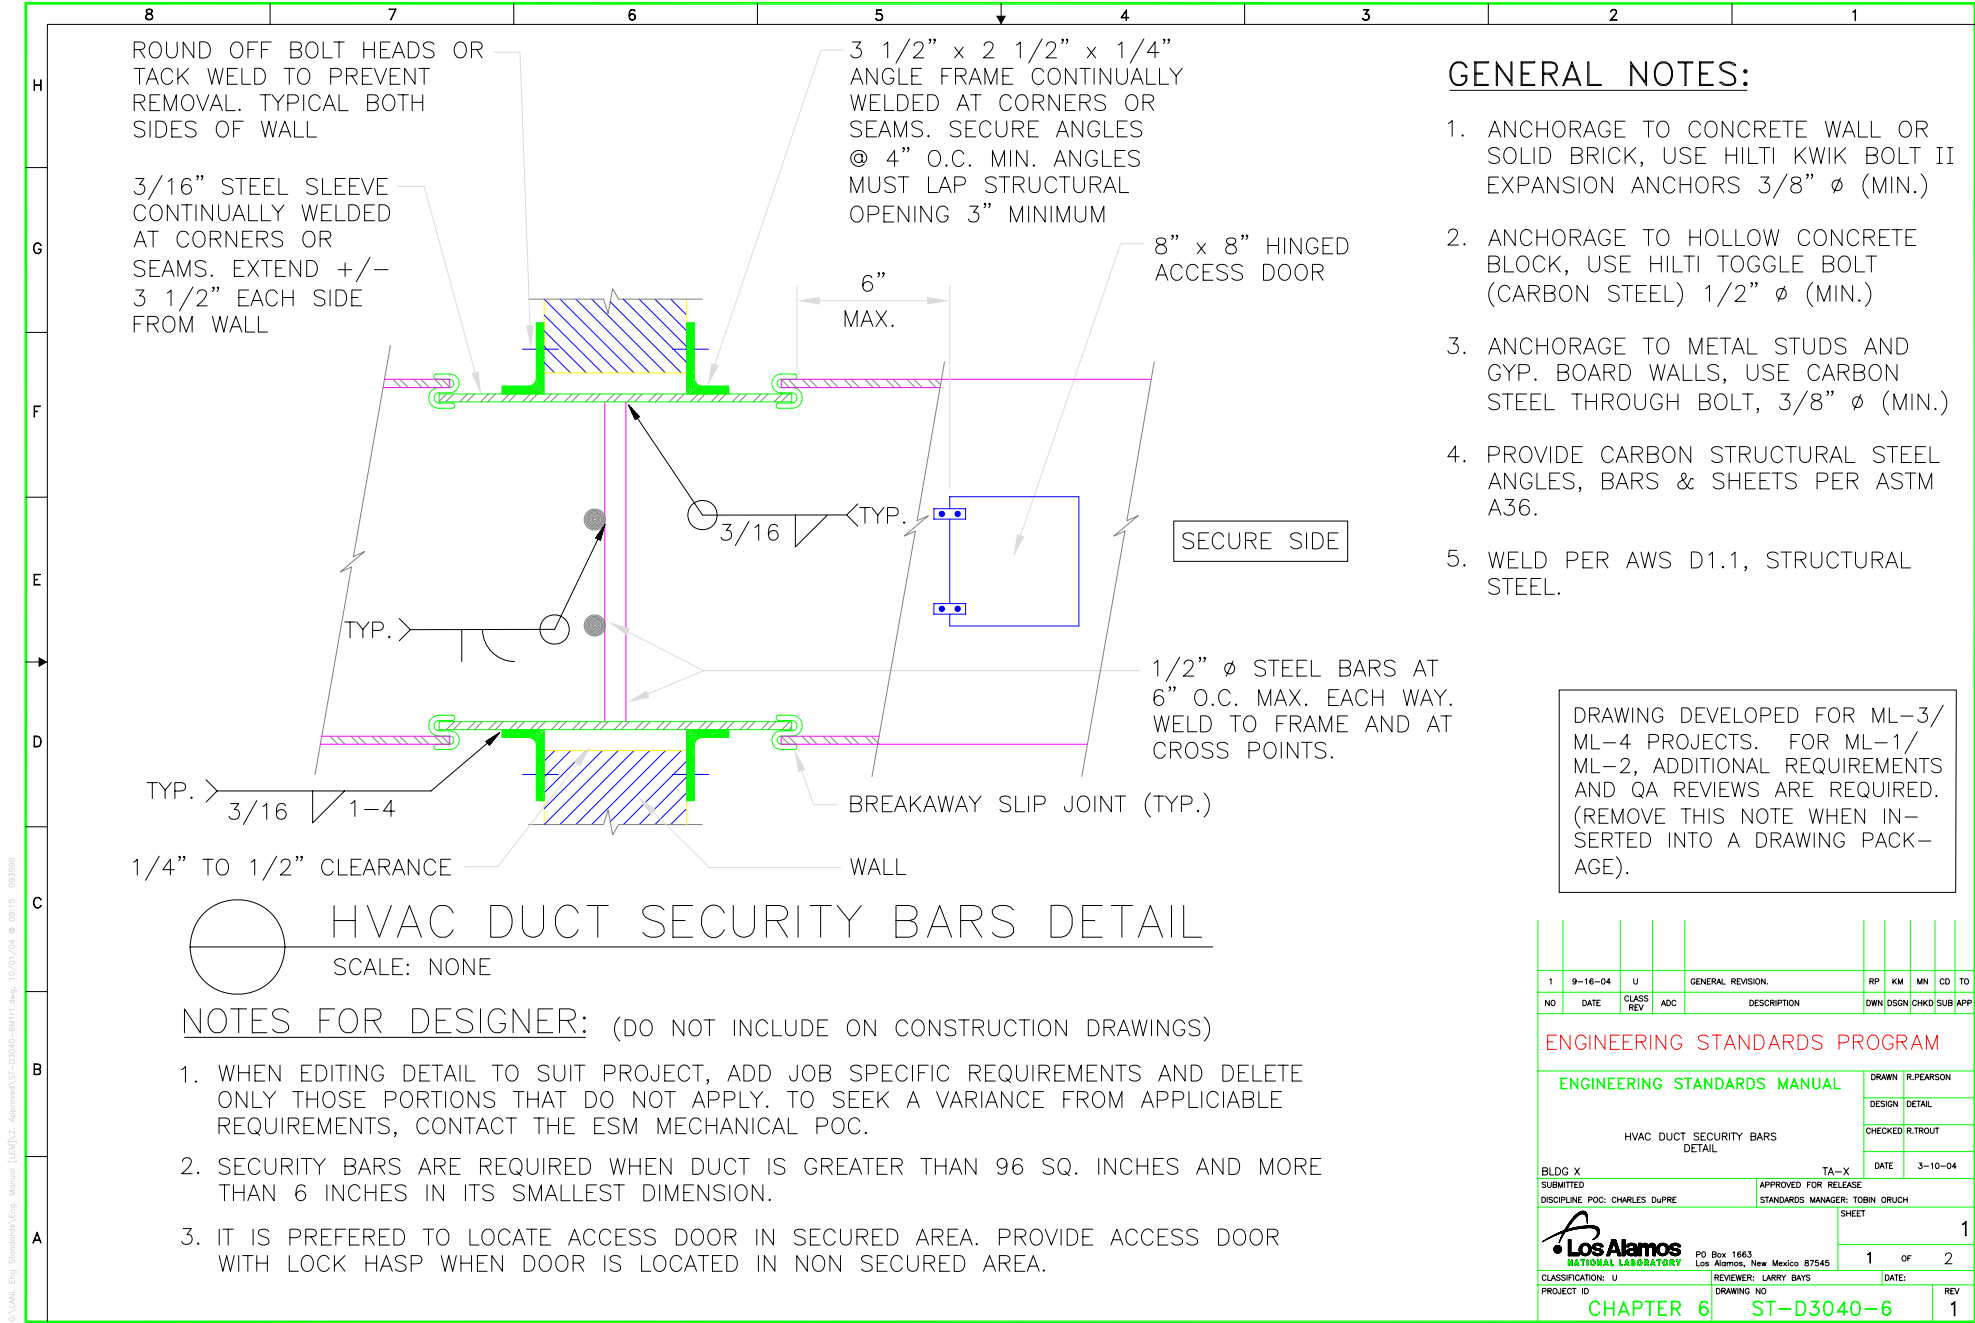 8 7 6 5 4 3 2 1
H
G
F
E
D
C
B
A
ROUND OFF BOLT HEADS OR
TACK WELD TO PREVENT
REMOVAL. TYPICAL BOTH
SIDES OF WALL
3/16" STEEL SLEEVE
CONTINUALLY WELDED
AT CORNERS OR
SEAMS. EXTEND +/-
3 1/2" EACH SIDE
FROM WALL
3 1/2" x 2 1/2" x 1/4"
ANGLE FRAME CONTINUALLY
WELDED AT CORNERS OR
SEAMS. SECURE ANGLES
@ 4" O.C. MIN. ANGLES
MUST LAP STRUCTURAL
OPENING 3" MINIMUM
8" x 8" HINGED
ACCESS DOOR
6"
MAX.
3/16
TYP.
SECURE SIDE
TYP.
1/2" ø STEEL BARS AT
6" O.C. MAX. EACH WAY.
WELD TO FRAME AND AT
CROSS POINTS.
TYP.
3/16
1-4
BREAKAWAY SLIP JOINT (TYP.)
1/4" TO 1/2" CLEARANCE
WALL
HVAC DUCT SECURITY BARS DETAIL
SCALE: NONE
NOTES FOR DESIGNER: (DO NOT INCLUDE ON CONSTRUCTION DRAWINGS)
1. WHEN EDITING DETAIL TO SUIT PROJECT, ADD JOB SPECIFIC REQUIREMENTS AND DELETE
ONLY THOSE PORTIONS THAT DO NOT APPLY. TO SEEK A VARIANCE FROM APPLICIABLE
REQUIREMENTS, CONTACT THE ESM MECHANICAL POC.
2. SECURITY BARS ARE REQUIRED WHEN DUCT IS GREATER THAN 96 SQ. INCHES AND MORE
THAN 6 INCHES IN ITS SMALLEST DIMENSION.
3. IT IS PREFERED TO LOCATE ACCESS DOOR IN SECURED AREA. PROVIDE ACCESS DOOR
WITH LOCK HASP WHEN DOOR IS LOCATED IN NON SECURED AREA.
GENERAL NOTES:
1. ANCHORAGE TO CONCRETE WALL OR
SOLID BRICK, USE HILTI KWIK BOLT II
EXPANSION ANCHORS 3/8" ø (MIN.)
2. ANCHORAGE TO HOLLOW CONCRETE
BLOCK, USE HILTI TOGGLE BOLT
(CARBON STEEL) 1/2" ø (MIN.)
3. ANCHORAGE TO METAL STUDS AND
GYP. BOARD WALLS, USE CARBON
STEEL THROUGH BOLT, 3/8" ø (MIN.)
4. PROVIDE CARBON STRUCTURAL STEEL
ANGLES, BARS & SHEETS PER ASTM
A36.
5. WELD PER AWS D1.1, STRUCTURAL
STEEL.
DRAWING DEVELOPED FOR ML-3/
ML-4 PROJECTS. FOR ML-1/
ML-2, ADDITIONAL REQUIREMENTS
AND QA REVIEWS ARE REQUIRED.
(REMOVE THIS NOTE WHEN IN-
SERTED INTO A DRAWING PACK-
AGE).
1 9-16-04 U GENERAL REVISION. RP KM MN CD TO
NO DATE CLASS REV ADC DESCRIPTION DWN DSGN CHKD SUB APP
ENGINEERING STANDARDS PROGRAM
ENGINEERING STANDARDS MANUAL
DRAWN R.PEARSON
DESIGN DETAIL
CHECKED R.TROUT
DATE 3-10-04
HVAC DUCT SECURITY BARS
DETAIL
BLDG X TA-X
SUBMITTED
DISCIPLINE POC: CHARLES DuPRE
APPROVED FOR RELEASE
STANDARDS MANAGER: TOBIN ORUCH
Los Alamos
NATIONAL LABORATORY
PO Box 1663
Los Alamos, New Mexico 87545
SHEET
1
1 OF 2
CLASSIFICATION: U REVIEWER: LARRY BAYS DATE:
PROJECT ID DRAWING NO REV
CHAPTER 6 ST-D3040-6 1